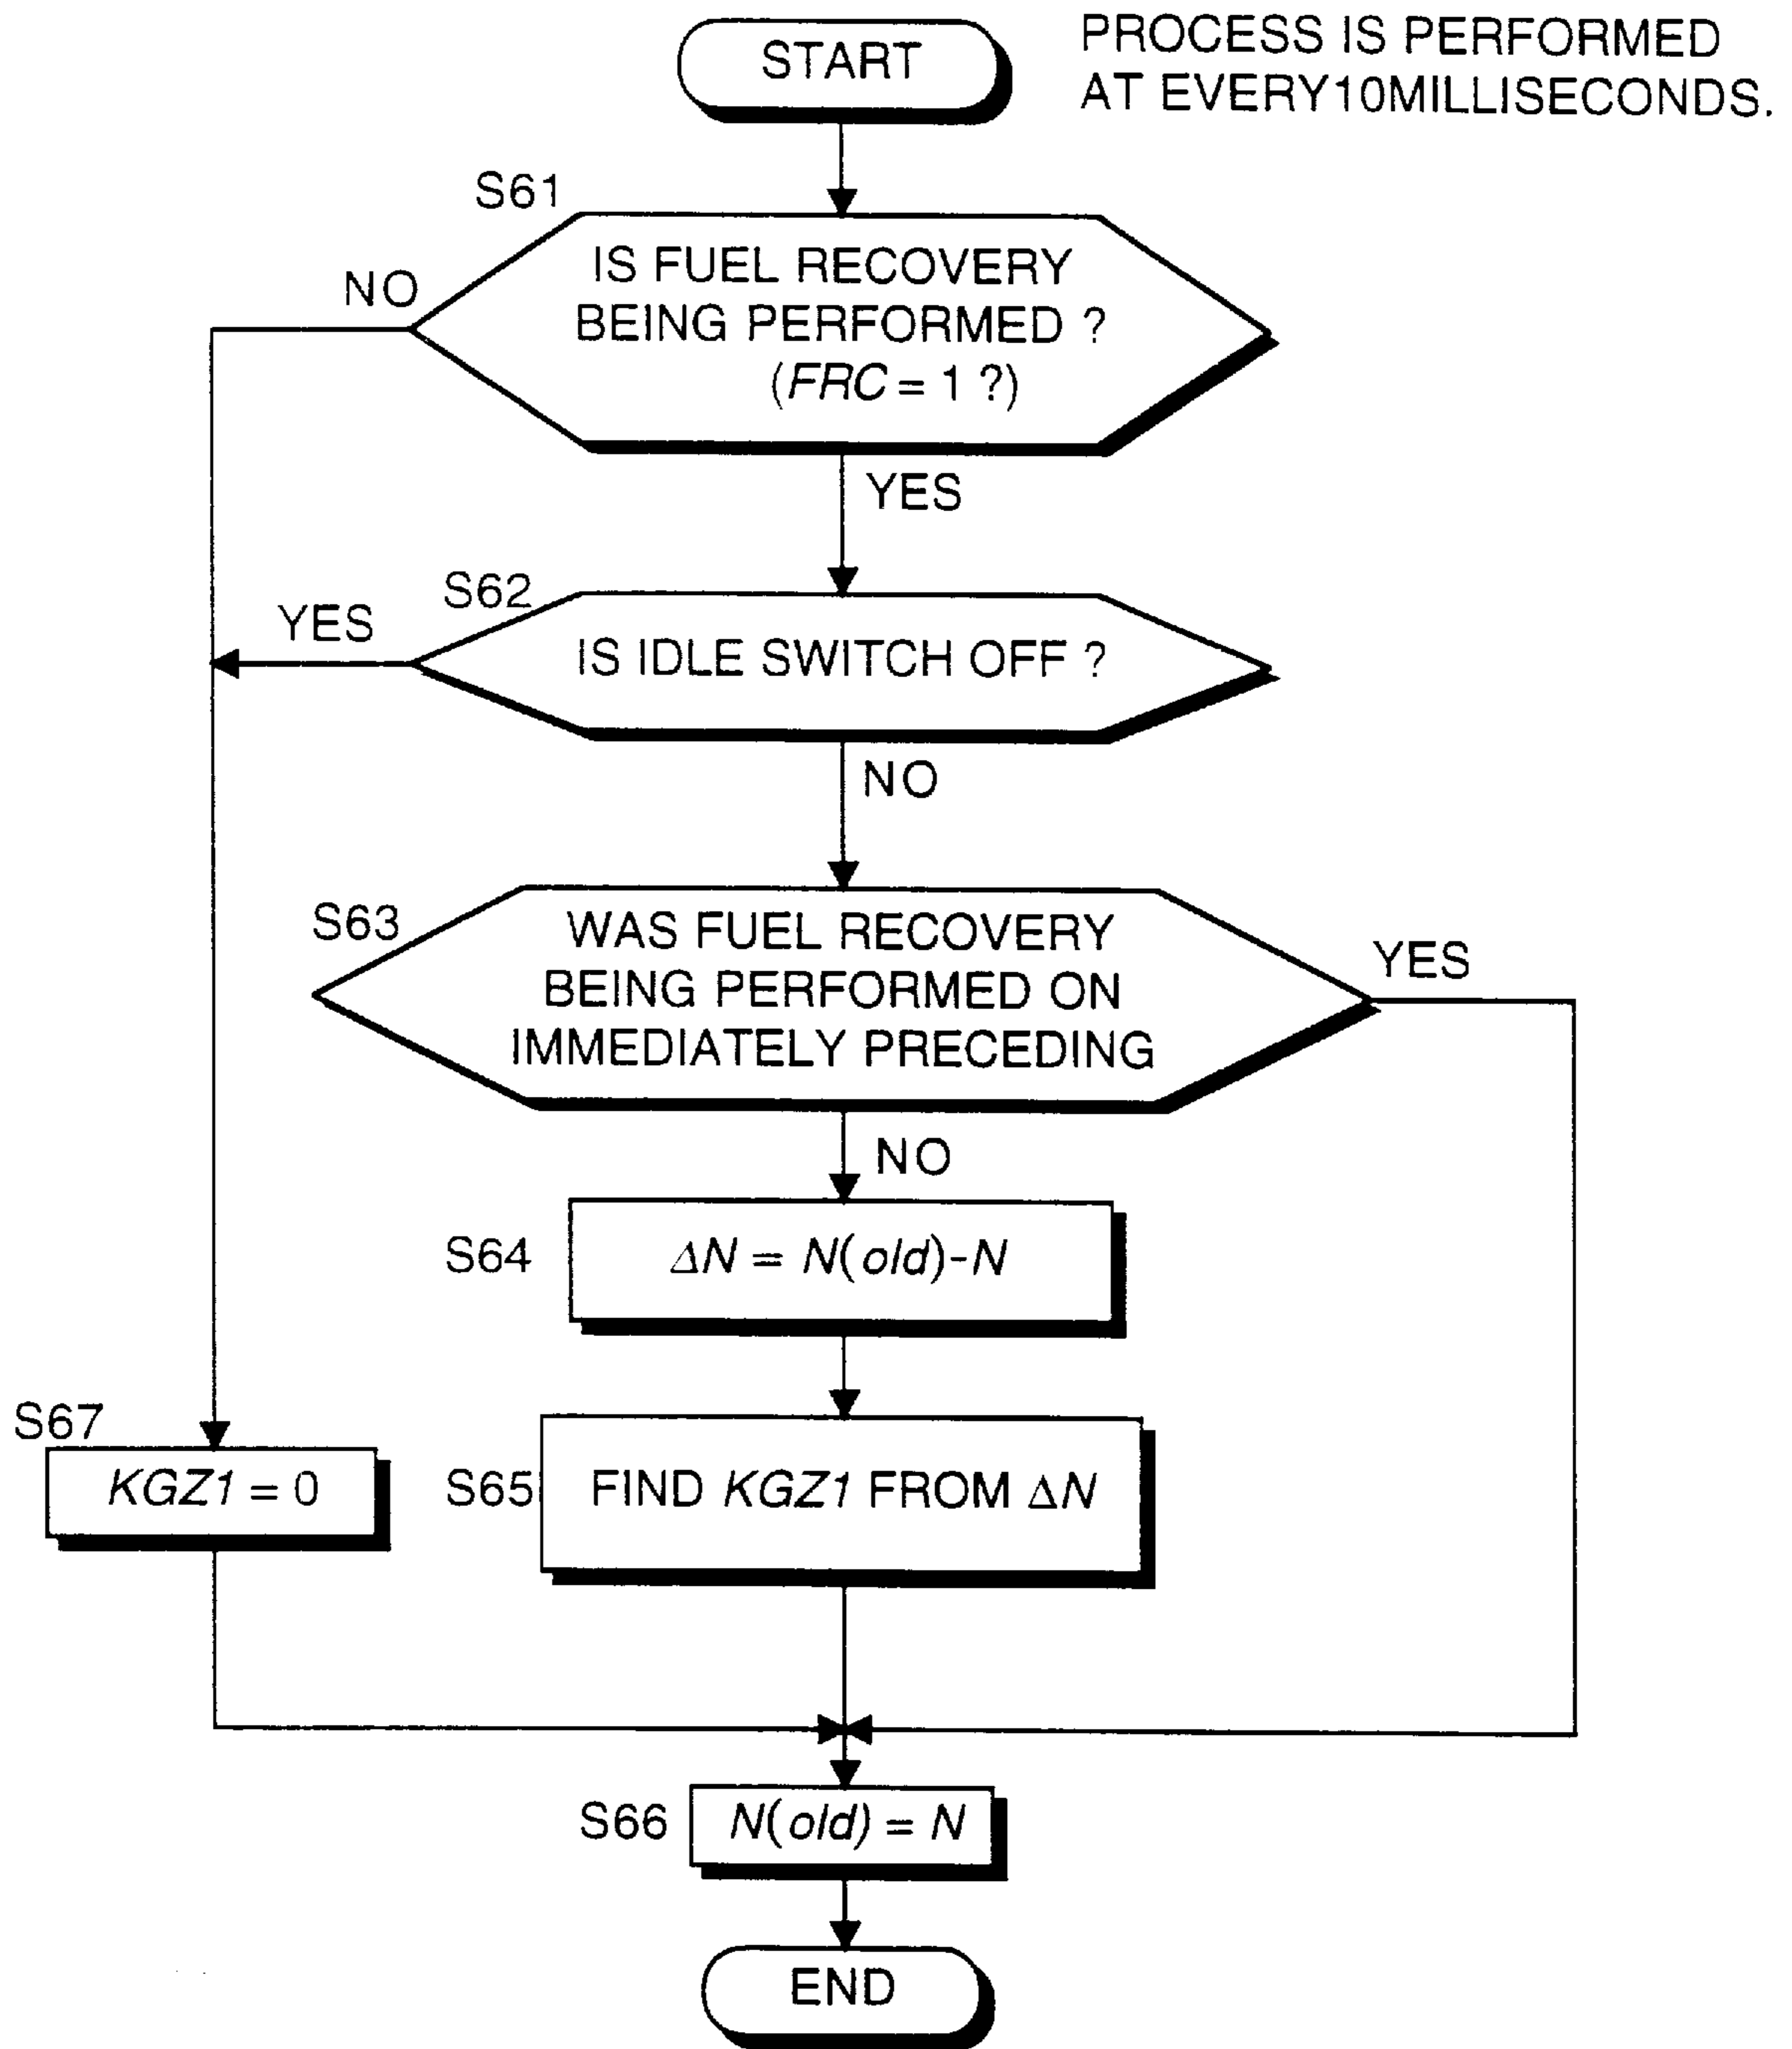 START
PROCESS IS PERFORMED
AT EVERY10MILLISECONDS.
S61
IS FUEL RECOVERY
BEING PERFORMED ?
(FRC = 1 ?)
NO
YES
S62
IS IDLE SWITCH OFF ?
YES
NO
S63
WAS FUEL RECOVERY
BEING PERFORMED ON
IMMEDIATELY PRECEDING
YES
NO
S64
ΔN = N(old)-N
S67
KGZ1 = 0
S65
FIND KGZ1 FROM ΔN
S66
N(old) = N
END